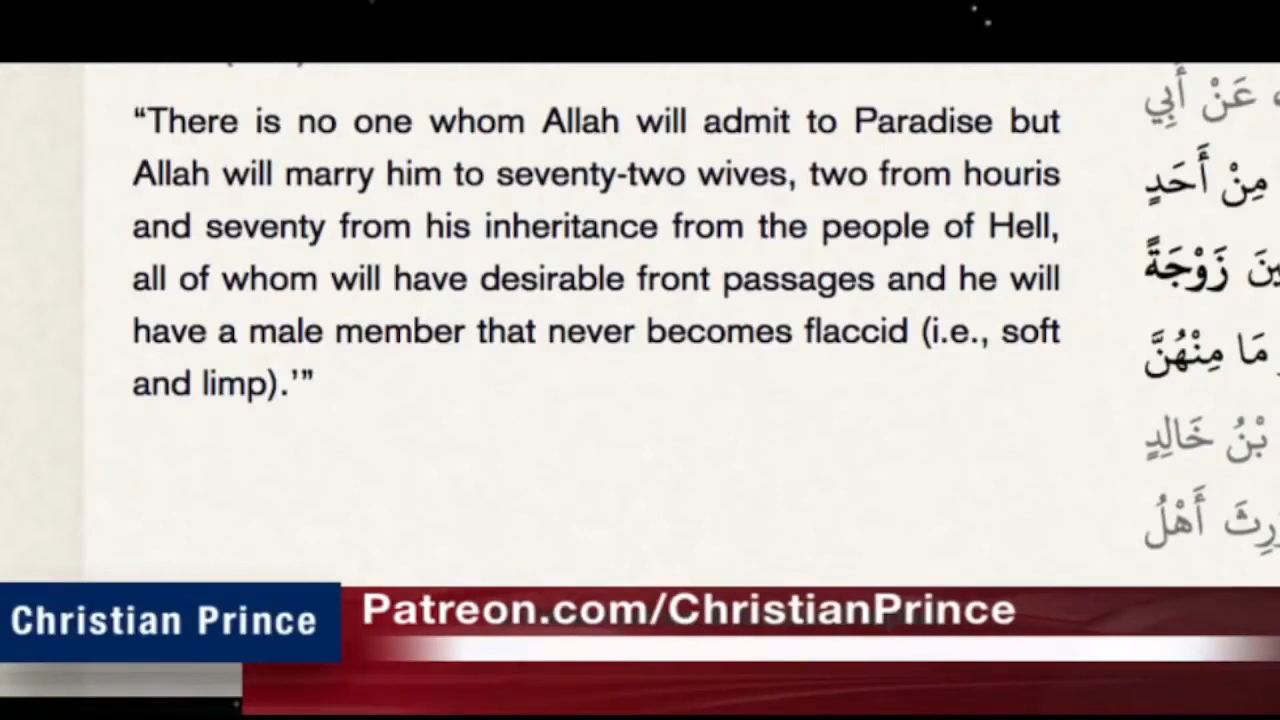 “There is no one whom Allah will admit to Paradise but
Allah will marry him to seventy-two wives, two from houris
and seventy from his inheritance from the people of Hell,
all of whom will have desirable front passages and he will
have a male member that never becomes flaccid (i.e., soft
and limp).’”
عَنْ أَبِي
مِنْ أَحَدٍ
زَوْجَةً
مَا مِنْهُنَّ
بْنُ خَالِدٍ
أَهْلُ
Christian Prince
Patreon.com/ChristianPrince